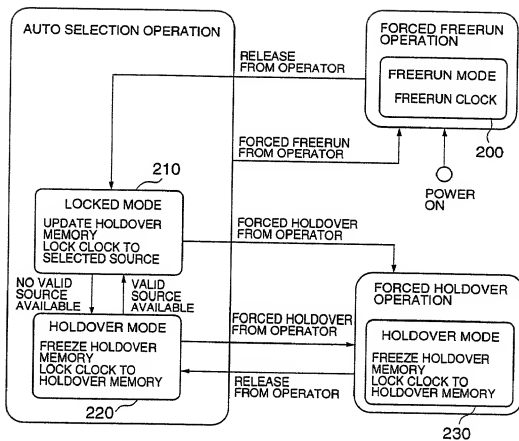 AUTO SELECTION OPERATION
FORCED FREERUN
OPERATION
FREERUN MODE
FREERUN CLOCK
200
RELEASE
FROM OPERATOR
FORCED FREERUN
FROM OPERATOR
POWER
ON
210
LOCKED MODE
UPDATE HOLDOVER
MEMORY
LOCK CLOCK TO
SELECTED SOURCE
FORCED HOLDOVER
FROM OPERATOR
NO VALID
SOURCE
AVAILABLE
VALID
SOURCE
AVAILABLE
HOLDOVER MODE
FREEZE HOLDOVER
MEMORY
LOCK CLOCK TO
HOLDOVER MEMORY
220
FORCED HOLDOVER
FROM OPERATOR
RELEASE
FROM OPERATOR
FORCED HOLDOVER
OPERATION
HOLDOVER MODE
FREEZE HOLDOVER
MEMORY
LOCK CLOCK TO
HOLDOVER MEMORY
230